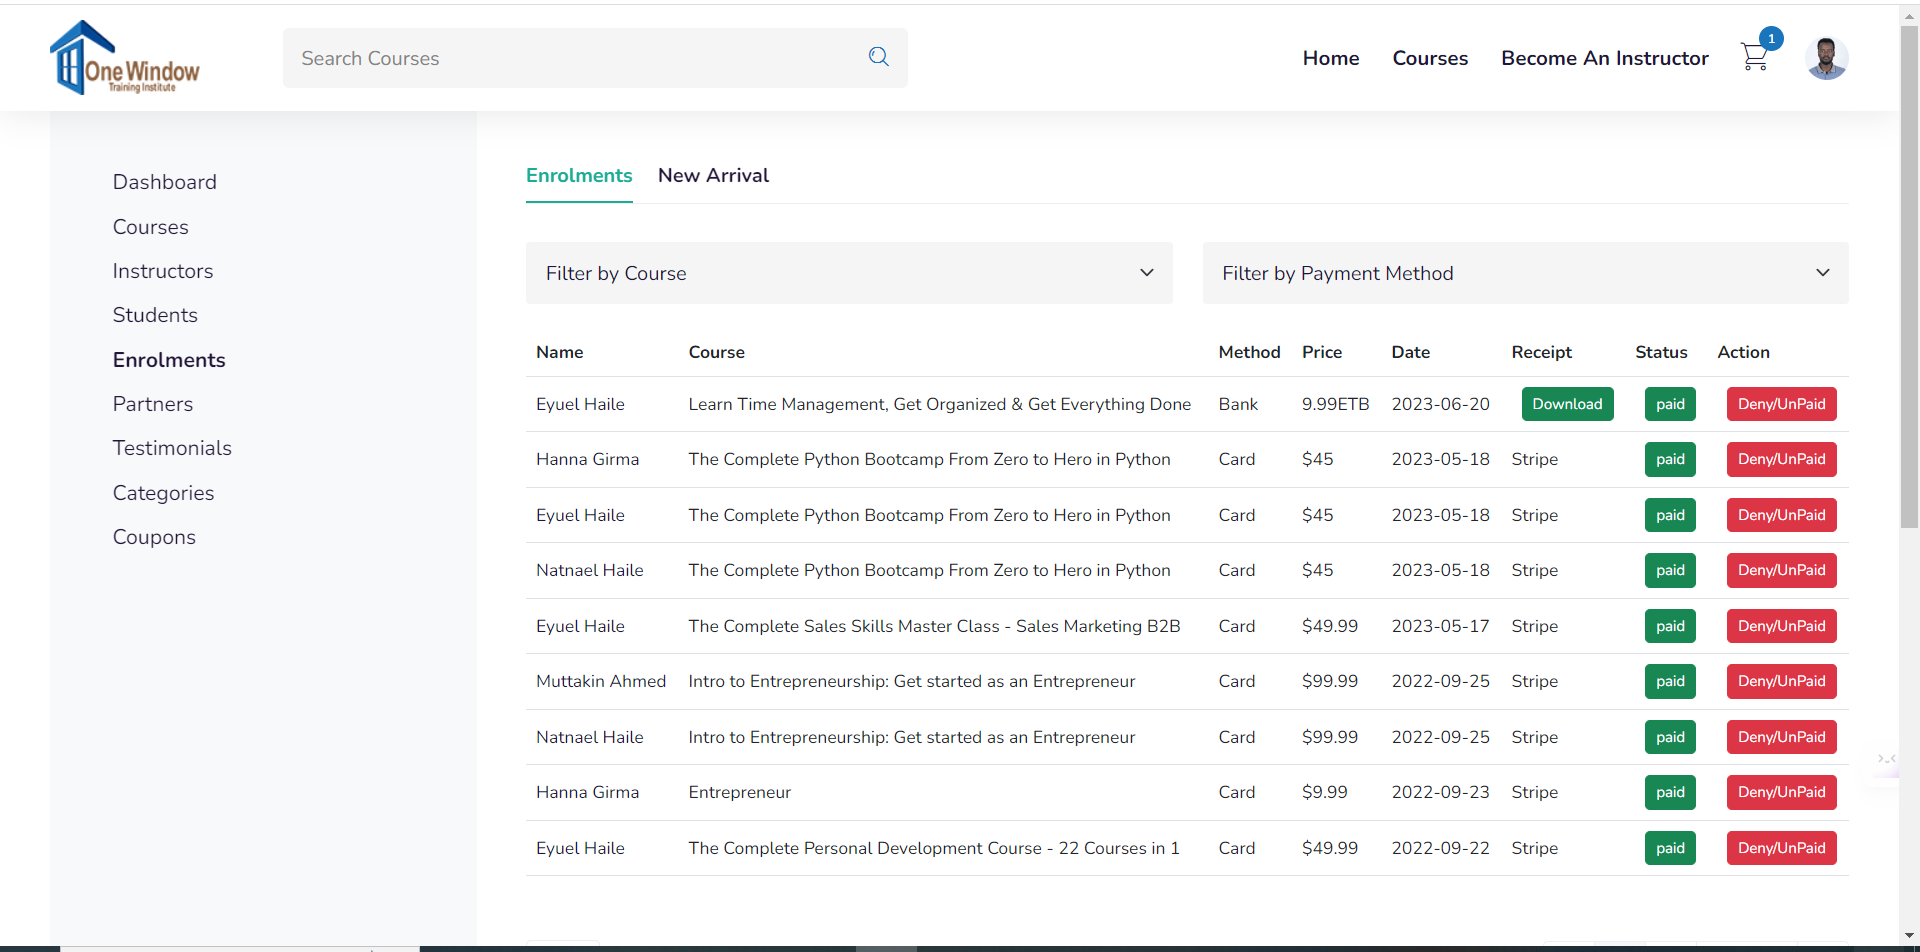 One Window
Training Institute
Search Courses
Home Courses Become An Instructor 1
Dashboard
Courses
Instructors
Students
Enrolments
Partners
Testimonials
Categories
Coupons
Enrolments New Arrival
Filter by Course Filter by Payment Method
Name Course Method Price Date Receipt Status Action
Eyuel Haile Learn Time Management, Get Organized & Get Everything Done Bank 9.99ETB 2023-06-20 Download paid Deny/UnPaid
Hanna Girma The Complete Python Bootcamp From Zero to Hero in Python Card $45 2023-05-18 Stripe paid Deny/UnPaid
Eyuel Haile The Complete Python Bootcamp From Zero to Hero in Python Card $45 2023-05-18 Stripe paid Deny/UnPaid
Natnael Haile The Complete Python Bootcamp From Zero to Hero in Python Card $45 2023-05-18 Stripe paid Deny/UnPaid
Eyuel Haile The Complete Sales Skills Master Class - Sales Marketing B2B Card $49.99 2023-05-17 Stripe paid Deny/UnPaid
Muttakin Ahmed Intro to Entrepreneurship: Get started as an Entrepreneur Card $99.99 2022-09-25 Stripe paid Deny/UnPaid
Natnael Haile Intro to Entrepreneurship: Get started as an Entrepreneur Card $99.99 2022-09-25 Stripe paid Deny/UnPaid
Hanna Girma Entrepreneur Card $9.99 2022-09-23 Stripe paid Deny/UnPaid
Eyuel Haile The Complete Personal Development Course - 22 Courses in 1 Card $49.99 2022-09-22 Stripe paid Deny/UnPaid